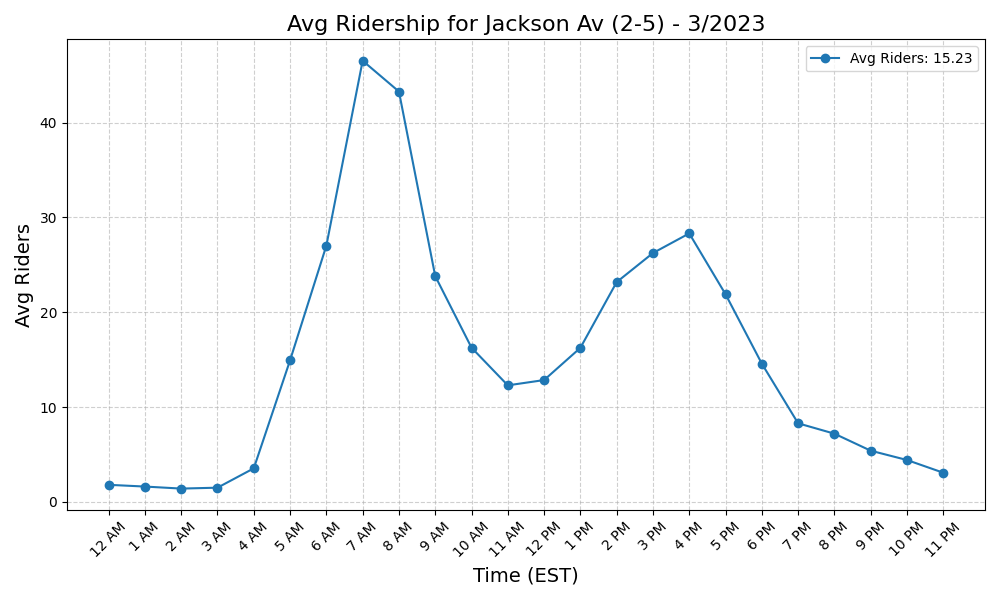 Avg Ridership for Jackson Av (2-5) - 3/2023
Avg Riders: 15.23
Avg Riders
40
30
20
10
0
12 AM
1 AM
2 AM
3 AM
4 AM
5 AM
6 AM
7 AM
8 AM
9 AM
10 AM
11 AM
12 PM
1 PM
2 PM
3 PM
4 PM
5 PM
6 PM
7 PM
8 PM
9 PM
10 PM
11 PM
Time (EST)